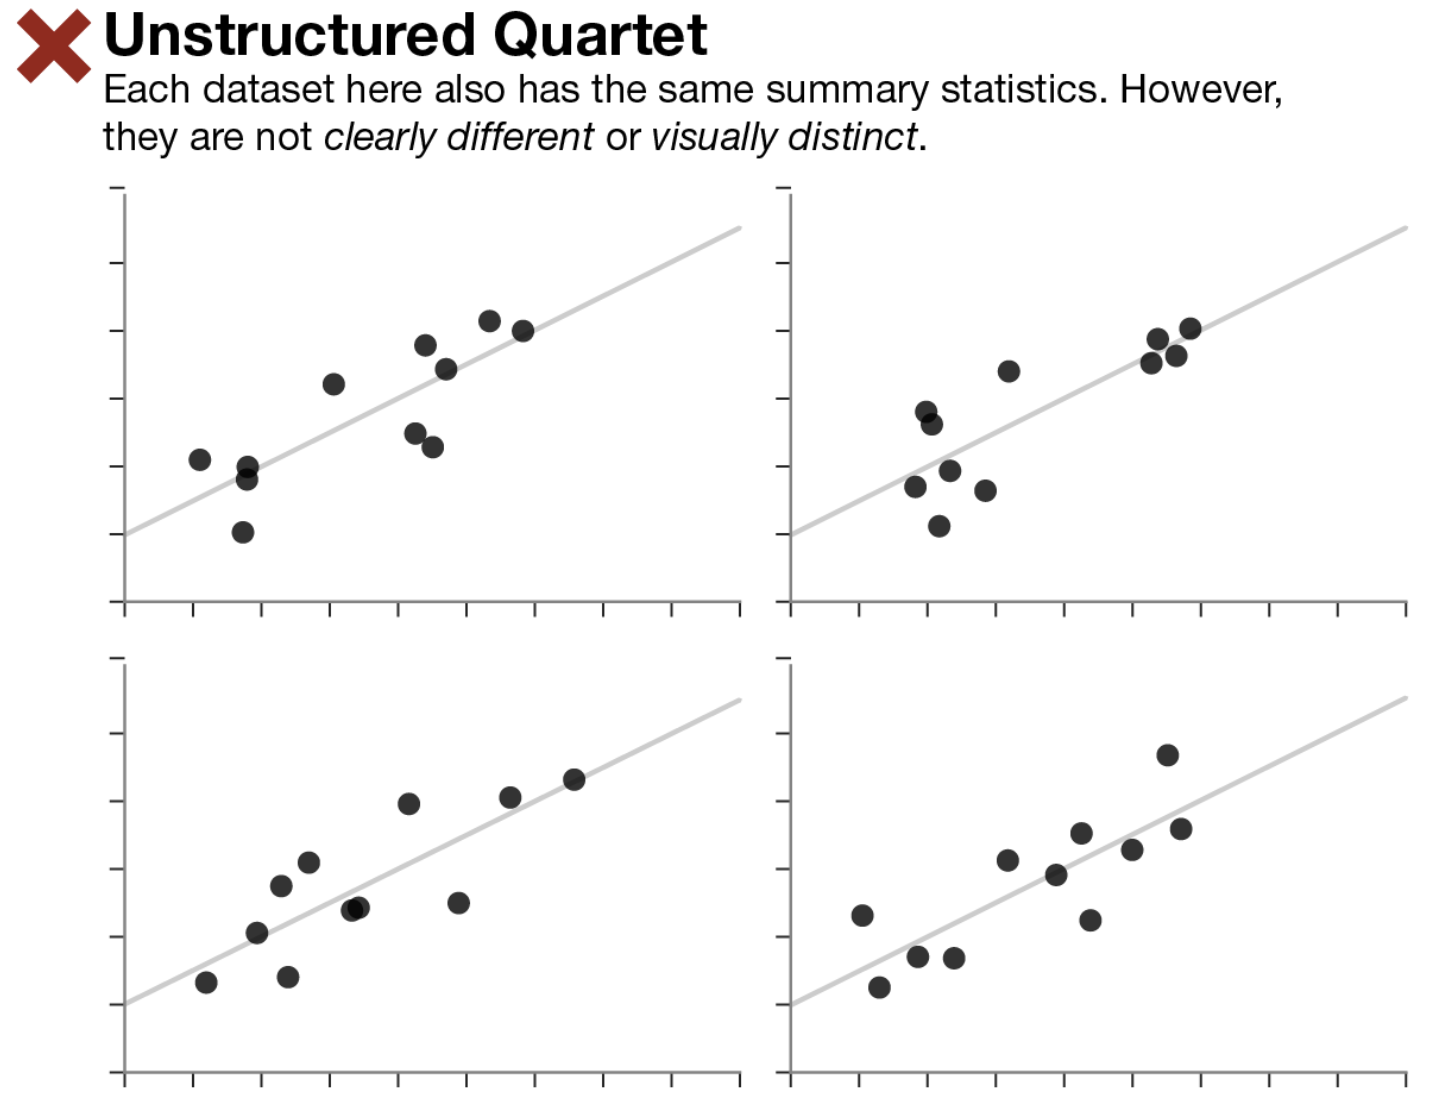 Unstructured Quartet
Each dataset here also has the same summary statistics. However,
they are not clearly different or visually distinct.